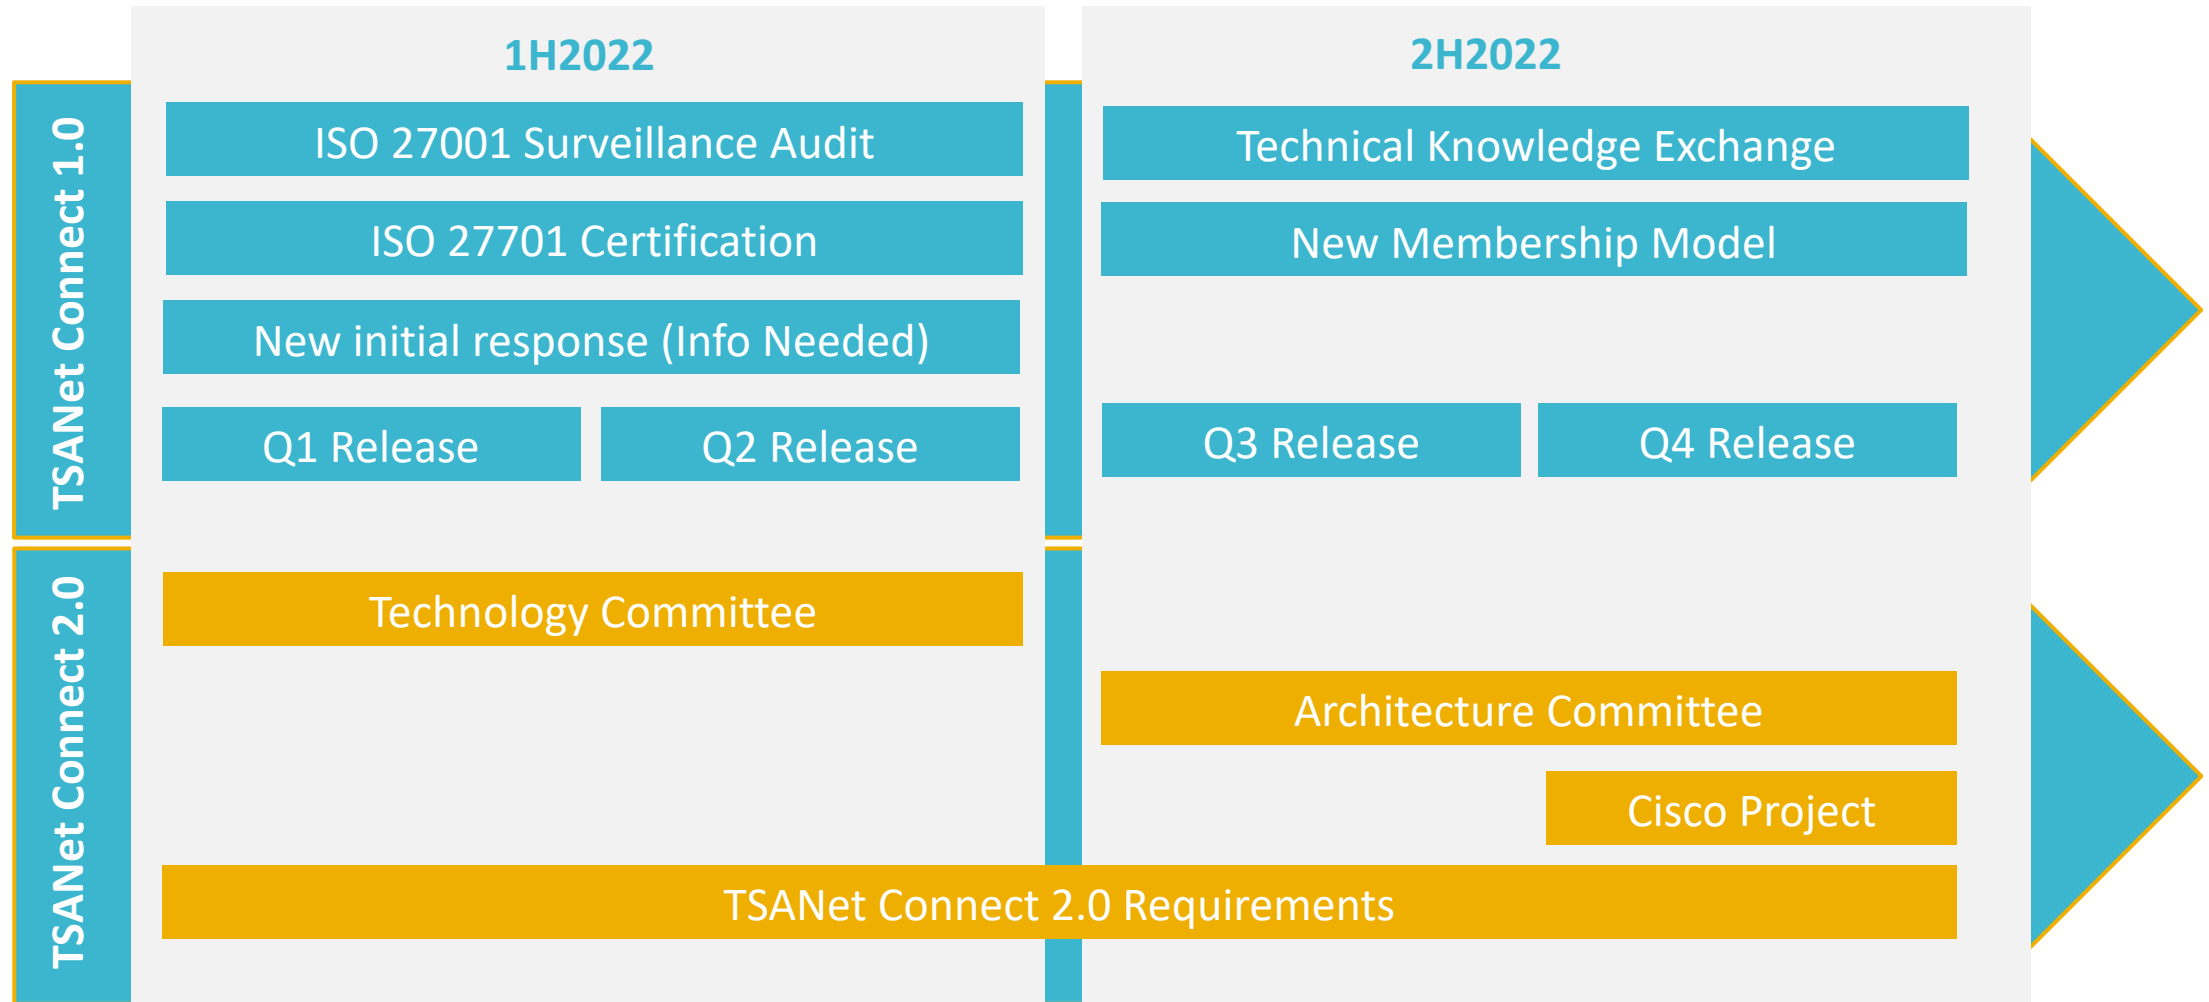 1H2022
2H2022
TSANet Connect 1.0
ISO 27001 Surveillance Audit
Technical Knowledge Exchange
ISO 27701 Certification
New Membership Model
New initial response (Info Needed)
Q1 Release
Q2 Release
Q3 Release
Q4 Release
TSANet Connect 2.0
Technology Committee
Architecture Committee
Cisco Project
TSANet Connect 2.0 Requirements